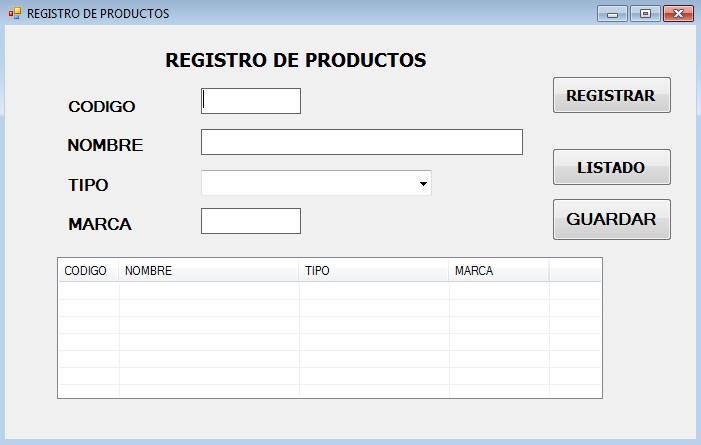 REGISTRO DE PRODUCTOS
REGISTRO DE PRODUCTOS
CODIGO
REGISTRAR
NOMBRE
LISTADO
TIPO
MARCA
GUARDAR
CODIGO NOMBRE TIPO MARCA